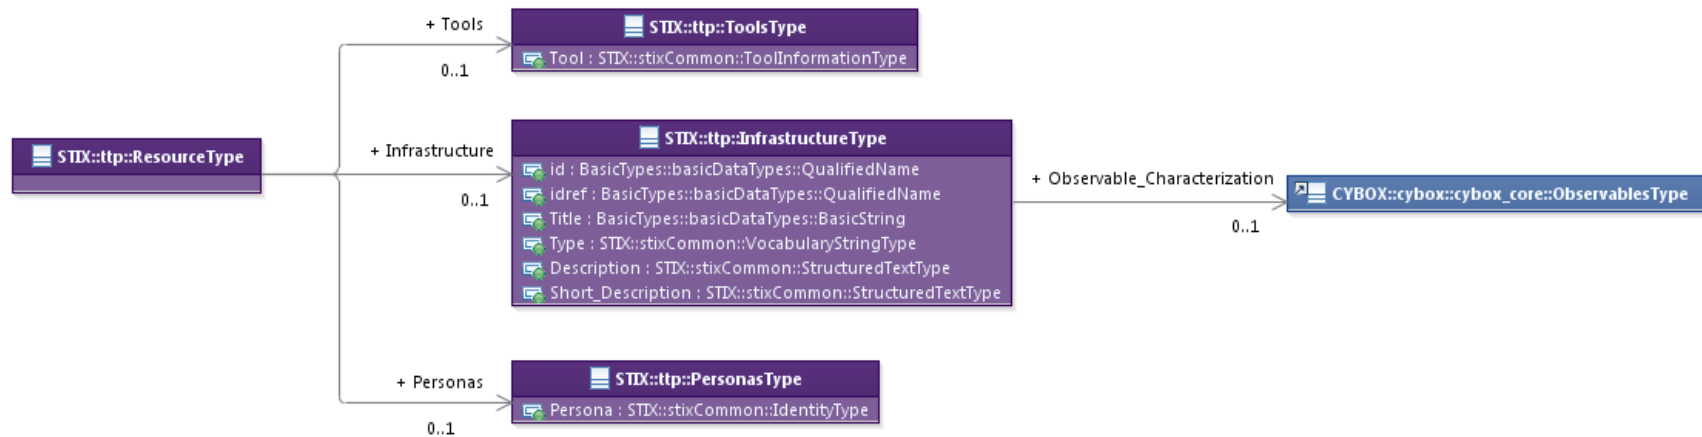 + Tools
0..1
STIX::ttp::ToolsType
Tool : STIX::stixCommon::ToolInformationType
STIX::ttp::ResourceType
+ Infrastructure
0..1
STIX::ttp::InfrastructureType
id : BasicTypes::basicDataTypes::QualifiedName
idref : BasicTypes::basicDataTypes::QualifiedName
Title : BasicTypes::basicDataTypes::BasicString
Type : STIX::stixCommon::VocabularyStringType
Description : STIX::stixCommon::StructuredTextType
Short_Description : STIX::stixCommon::StructuredTextType
+ Observable_Characterization
0..1
CYBOX::cybox::cybox_core::ObservablesType
+ Personas
0..1
STIX::ttp::PersonasType
Persona : STIX::stixCommon::IdentityType